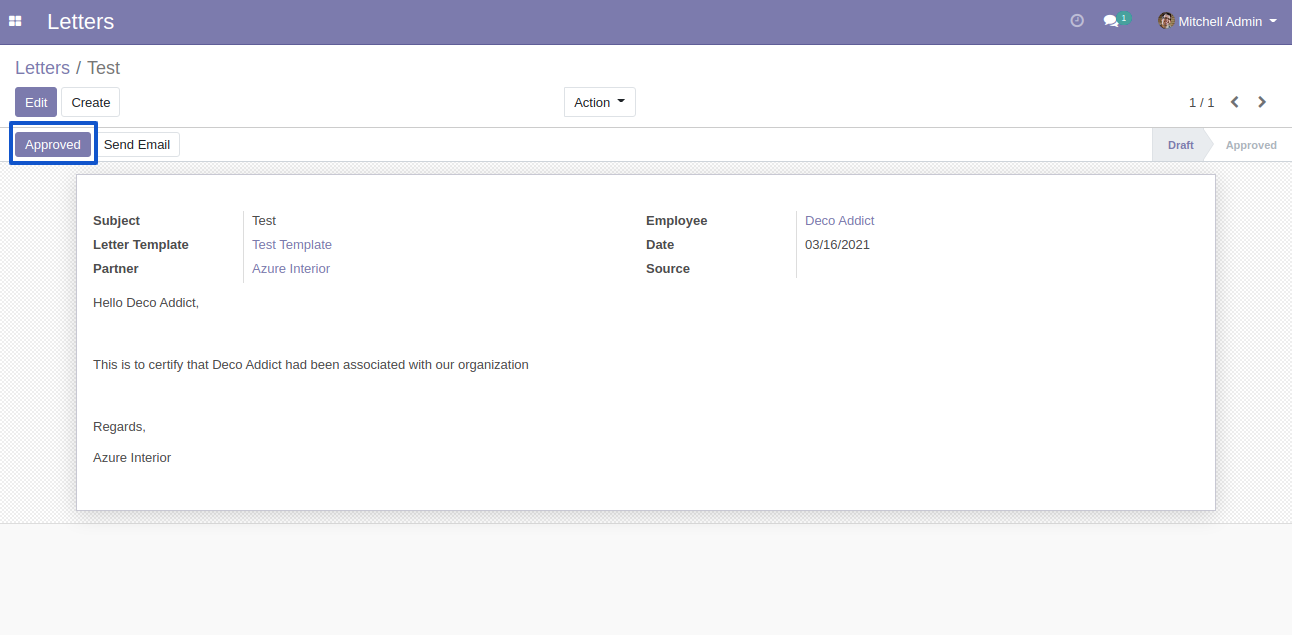 Letters
1
Mitchell Admin
Letters / Test
Edit Create
Action
1 / 1
Approved Send Email
Draft Approved
Subject Test
Employee Deco Addict
Letter Template Test Template
Date 03/16/2021
Partner Azure Interior
Source
Hello Deco Addict,
This is to certify that Deco Addict had been associated with our organization
Regards,
Azure Interior